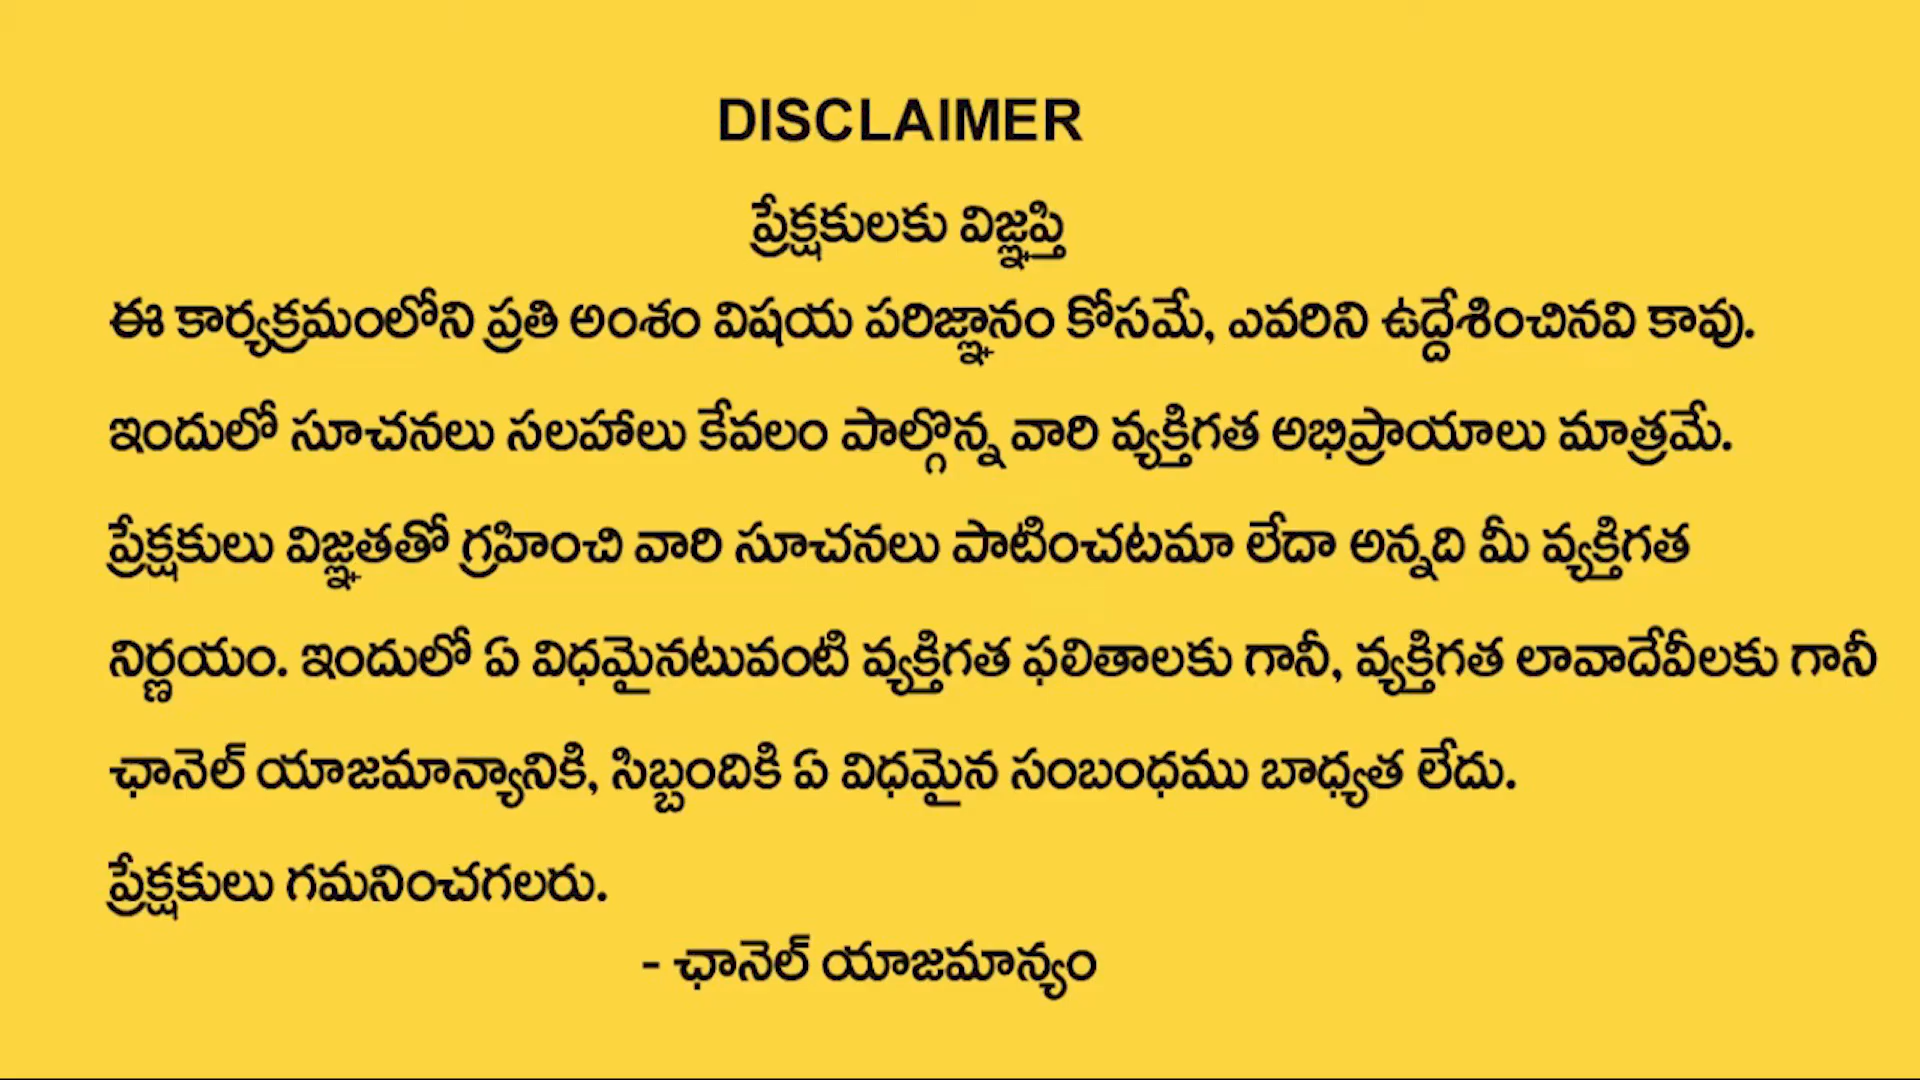 DISCLAIMER
ప్రేక్షకులకు విజ్ఞప్తి
ఈ కార్యక్రమంలోని ప్రతి అంశం విషయ పరిజ్ఞానం కోసమే, ఎవరిని ఉద్దేశించినవి కావు.
ఇందులో సూచనలు సలహాలు కేవలం పాల్గొన్న వారి వ్యక్తిగత అభిప్రాయాలు మాత్రమే.
ప్రేక్షకులు విజ్ఞతతో గ్రహించి వారి సూచనలు పాటించటమా లేదా అన్నది మీ వ్యక్తిగత
నిర్ణయం. ఇందులో ఏ విధమైనటువంటి వ్యక్తిగత ఫలితాలకు గానీ, వ్యక్తిగత లావాదేవీలకు గానీ
ఛానెల్ యాజమాన్యానికి, సిబ్బందికి ఏ విధమైన సంబంధము బాధ్యత లేదు.
ప్రేక్షకులు గమనించగలరు.
- ఛానెల్ యాజమాన్యం